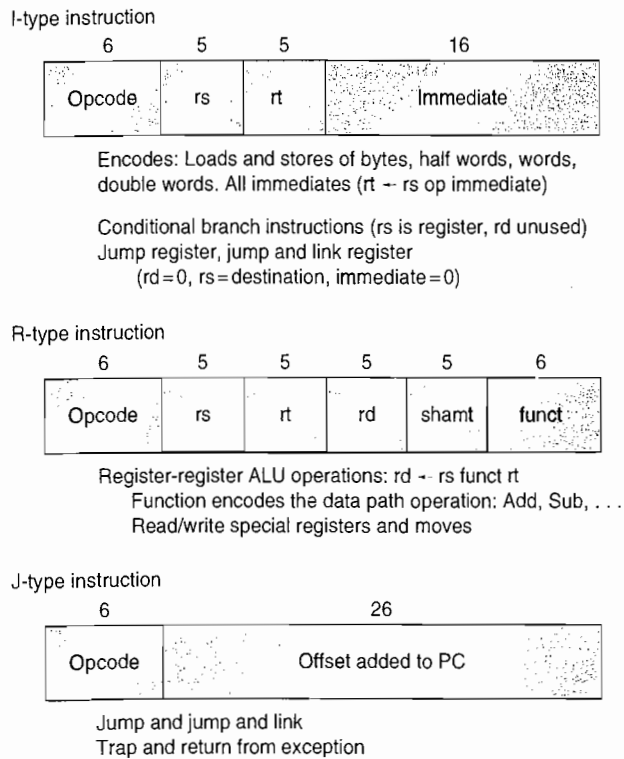 I-type instruction
6 5 5 16
Opcode rs rt Immediate
Encodes: Loads and stores of bytes, half words, words,
double words. All immediates (rt ← rs op immediate)
Conditional branch instructions (rs is register, rd unused)
Jump register, jump and link register
(rd=0, rs=destination, immediate=0)
R-type instruction
6 5 5 5 5 6
Opcode rs rt rd shamt funct
Register-register ALU operations: rd ← rs funct rt
Function encodes the data path operation: Add, Sub, . . .
Read/write special registers and moves
J-type instruction
6 26
Opcode Offset added to PC
Jump and jump and link
Trap and return from exception